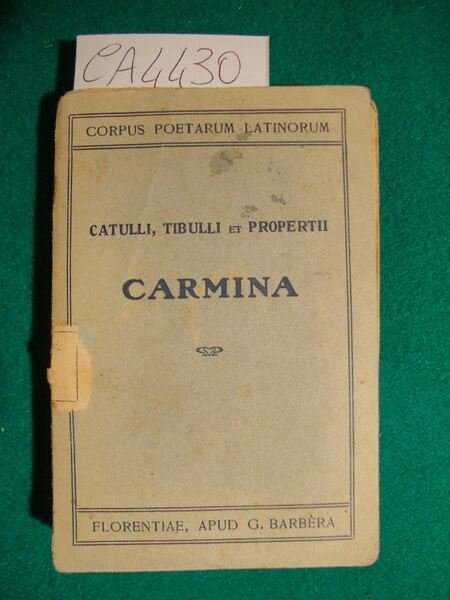 CA4430
CORPUS POETARUM LATINORUM
CATULLI, TIBULLI ET PROPERTII
CARMINA
FLORENTIAE, APUD G. BARBÈRA